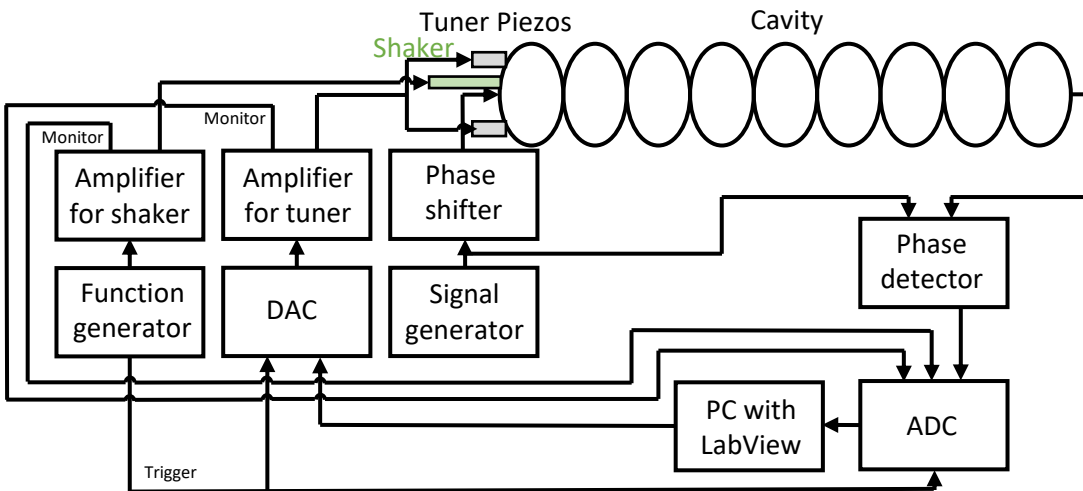 Tuner Piezos
Cavity
Shaker
Monitor
Monitor
Amplifier
for shaker
Amplifier
for tuner
Phase
shifter
Phase
detector
Function
generator
DAC
Signal
generator
PC with
LabView
ADC
Trigger